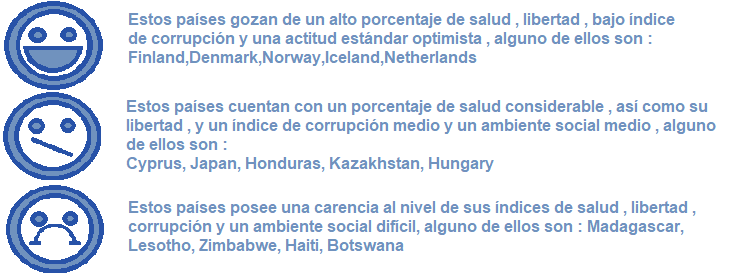 Estos países gozan de un alto porcentaje de salud , libertad , bajo índice
de corrupción y una actitud estándar optimista , alguno de ellos son :
Finland,Denmark,Norway,Iceland,Netherlands
Estos países cuentan con un porcentaje de salud considerable , así como su
libertad , y un índice de corrupción medio y un ambiente social medio , alguno
de ellos son :
Cyprus, Japan, Honduras, Kazakhstan, Hungary
Estos países posee una carencia al nivel de sus índices de salud , libertad ,
corrupción y un ambiente social difícil, alguno de ellos son : Madagascar,
Lesotho, Zimbabwe, Haiti, Botswana